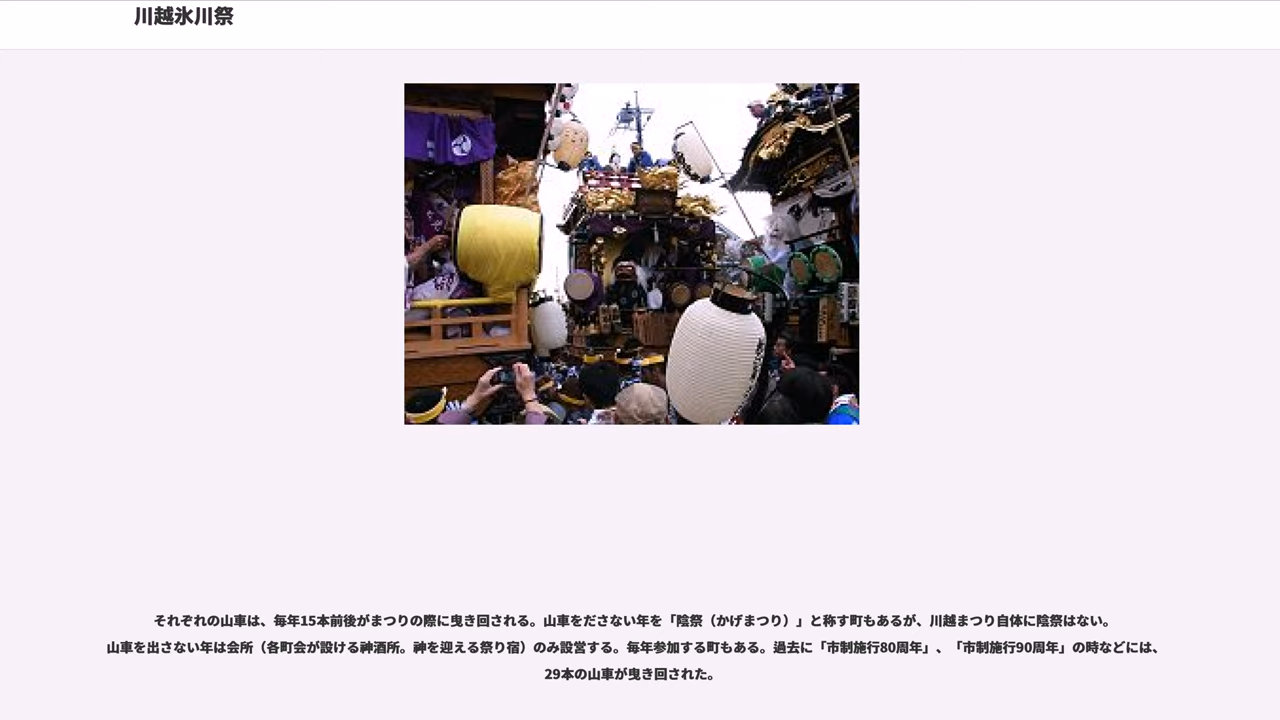 川越氷川祭
それぞれの山車は、毎年15本前後がまつりの際に曳き回される。山車をださない年を「陰祭（かげまつり）」と称す町もあるが、川越まつり自体に陰祭はない。
山車を出さない年は会所（各町会が設ける神酒所。神を迎える祭り宿）のみ設営する。毎年参加する町もある。過去に「市制施行80周年」、「市制施行90周年」の時などには、
29本の山車が曳き回された。